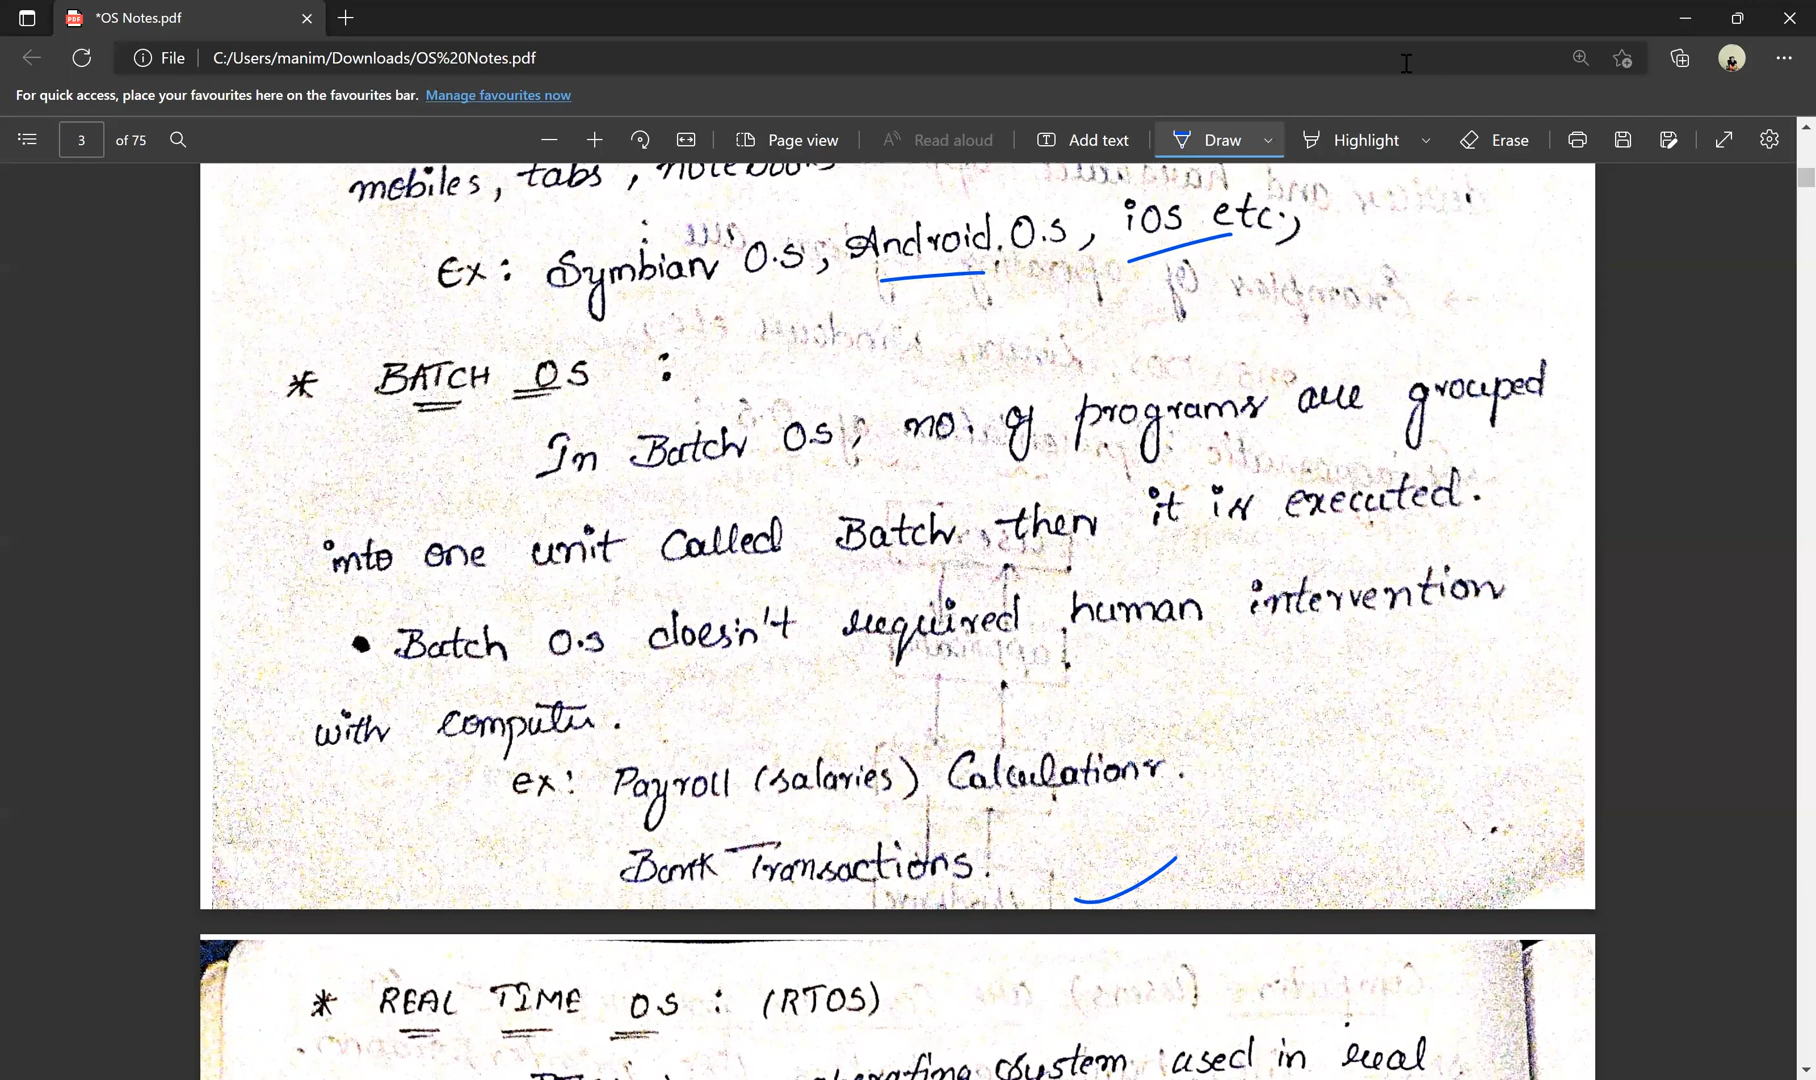 *OS Notes.pdf
File C:/Users/manim/Downloads/OS%20Notes.pdf
For quick access, place your favourites here on the favourites bar. Manage favourites now
3 of 75 Page view Read aloud Add text Draw Highlight Erase
mobiles, tabs, notebooks
Ex: Symbian O.S, Android O.S, iOS etc.,
* BATCH OS :
In Batch O.S, no. of programs are grouped
into one unit called Batch, then it is executed.
• Batch O.S doesn't required human intervention
with computer.
ex: Payroll (salaries) Calculations.
Bank Transactions.
* REAL TIME OS : (RTOS)
operating system used in real